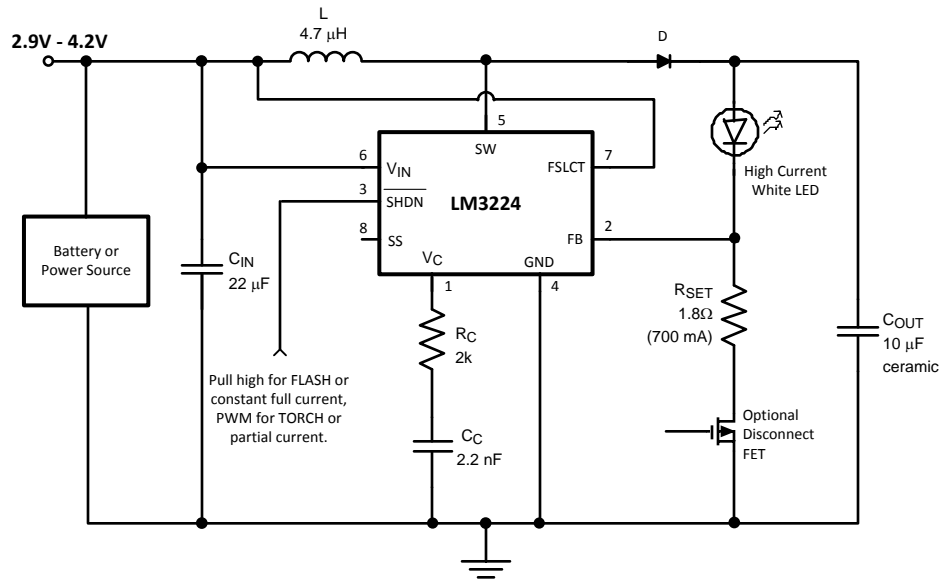 L
4.7 μH
2.9V - 4.2V
D
5
SW
6
VIN
7
FSLCT
3
SHDN
LM3224
8
SS
2
FB
VC
GND
1
4
High Current
White LED
Battery or
Power Source
CIN
22 μF
RC
2k
RSET
1.8Ω
(700 mA)
COUT
10 μF
ceramic
Pull high for FLASH or
constant full current,
PWM for TORCH or
partial current.
CC
2.2 nF
Optional
Disconnect
FET